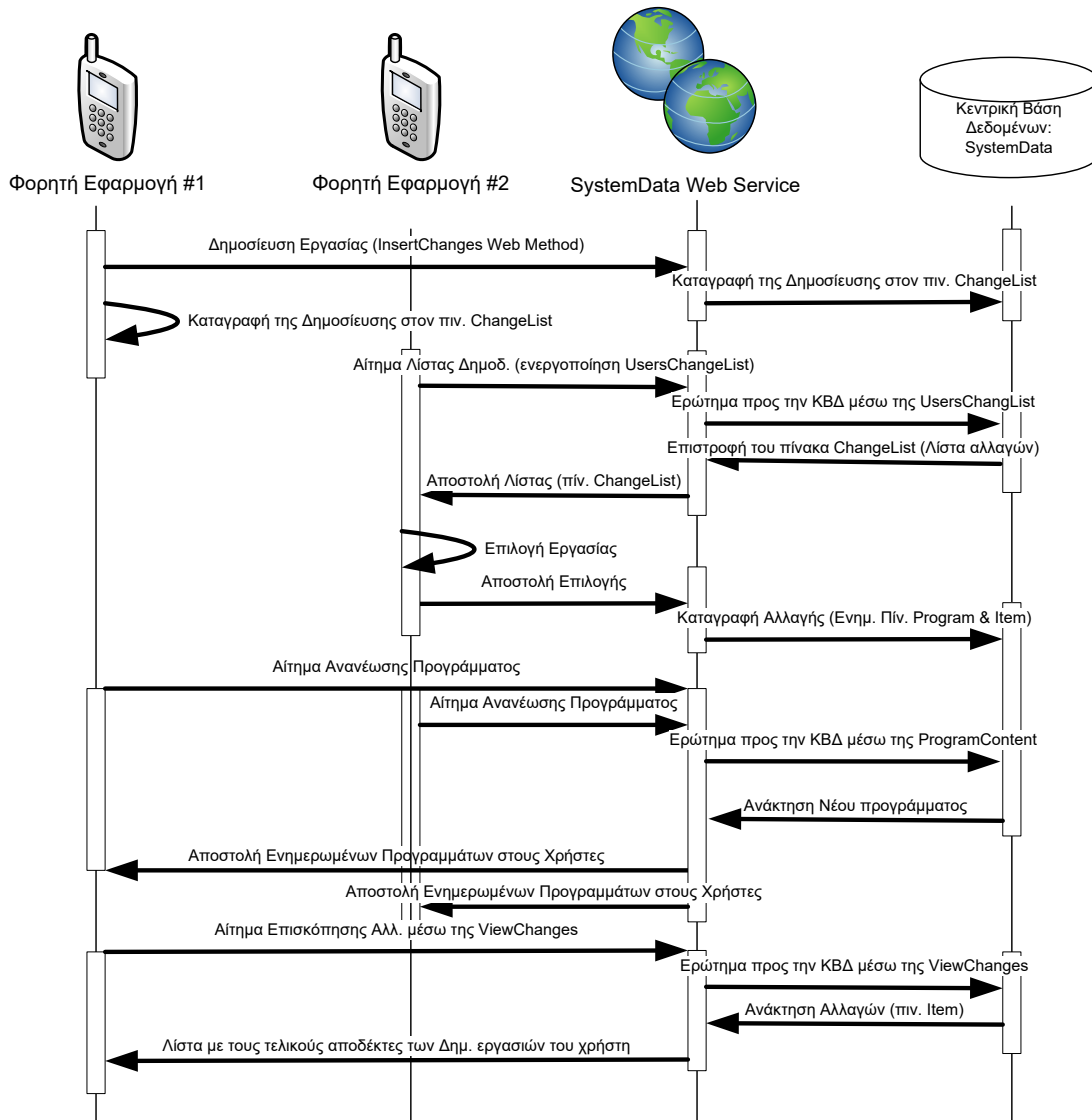 Κεντρική Βάση
Δεδομένων:
SystemData
Φορητή Εφαρμογή #1
Φορητή Εφαρμογή #2
SystemData Web Service
Δημοσίευση Εργασίας (InsertChanges Web Method)
Καταγραφή της Δημοσίευσης στον πιν. ChangeList
Καταγραφή της Δημοσίευσης στον πιν. ChangeList
Αίτημα Λίστας Δημοδ. (ενεργοποίηση UsersChangeList)
Ερώτημα προς την ΚΒΔ μέσω της UsersChangList
Επιστροφή του πίνακα ChangeList (Λίστα αλλαγών)
Αποστολή Λίστας (πίν. ChangeList)
Επιλογή Εργασίας
Αποστολή Επιλογής
Καταγραφή Αλλαγής (Ενημ. Πίν. Program & Item)
Αίτημα Ανανέωσης Προγράμματος
Αίτημα Ανανέωσης Προγράμματος
Ερώτημα προς την ΚΒΔ μέσω της ProgramContent
Ανάκτηση Νέου προγράμματος
Αποστολή Ενημερωμένων Προγραμμάτων στους Χρήστες
Αποστολή Ενημερωμένων Προγραμμάτων στους Χρήστες
Αίτημα Επισκόπησης Αλλ. μέσω της ViewChanges
Ερώτημα προς την ΚΒΔ μέσω της ViewChanges
Ανάκτηση Αλλαγών (πιν. Item)
Λίστα με τους τελικούς αποδέκτες των Δημ. εργασιών του χρήστη